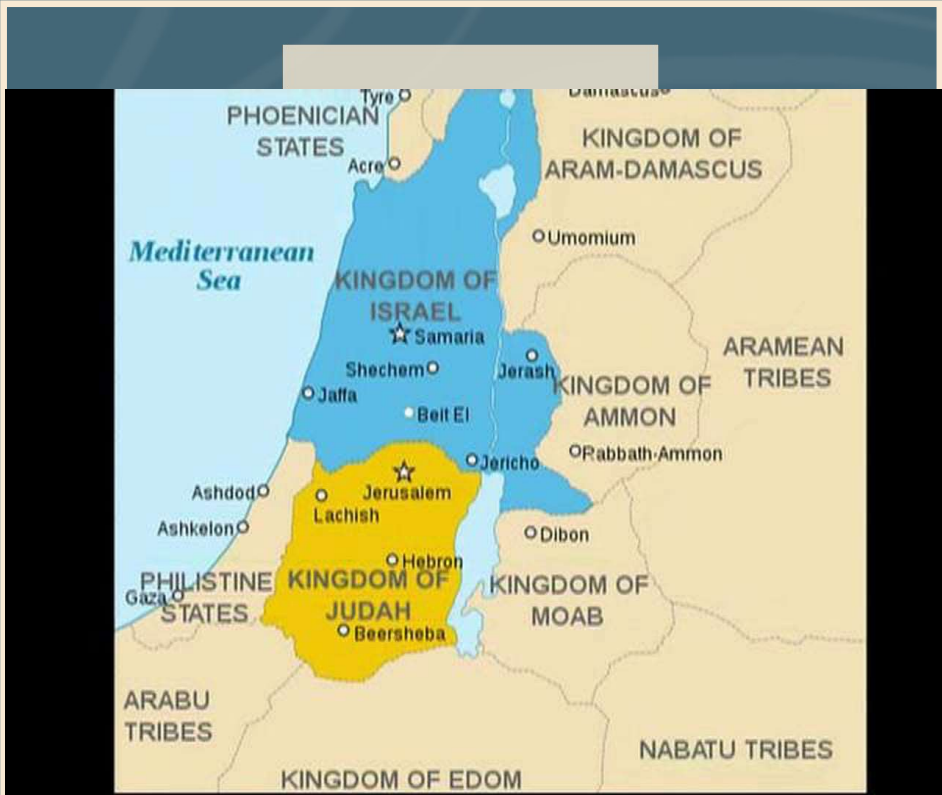 Tyre
Damascus
PHOENICIAN
STATES
KINGDOM OF
ARAM-DAMASCUS
Acre
Umomium
Mediterranean
Sea
KINGDOM OF
ISRAEL
Samaria
ARAMEAN
TRIBES
Shechem
Jerash
Jaffa
KINGDOM OF
AMMON
Beit El
Rabbath-Ammon
Jericho
Ashdod
Jerusalem
Lachish
Ashkelon
Dibon
Hebron
PHILISTINE
STATES
Gaza
KINGDOM OF
JUDAH
KINGDOM OF
MOAB
Beersheba
ARABU
TRIBES
NABATU TRIBES
KINGDOM OF EDOM